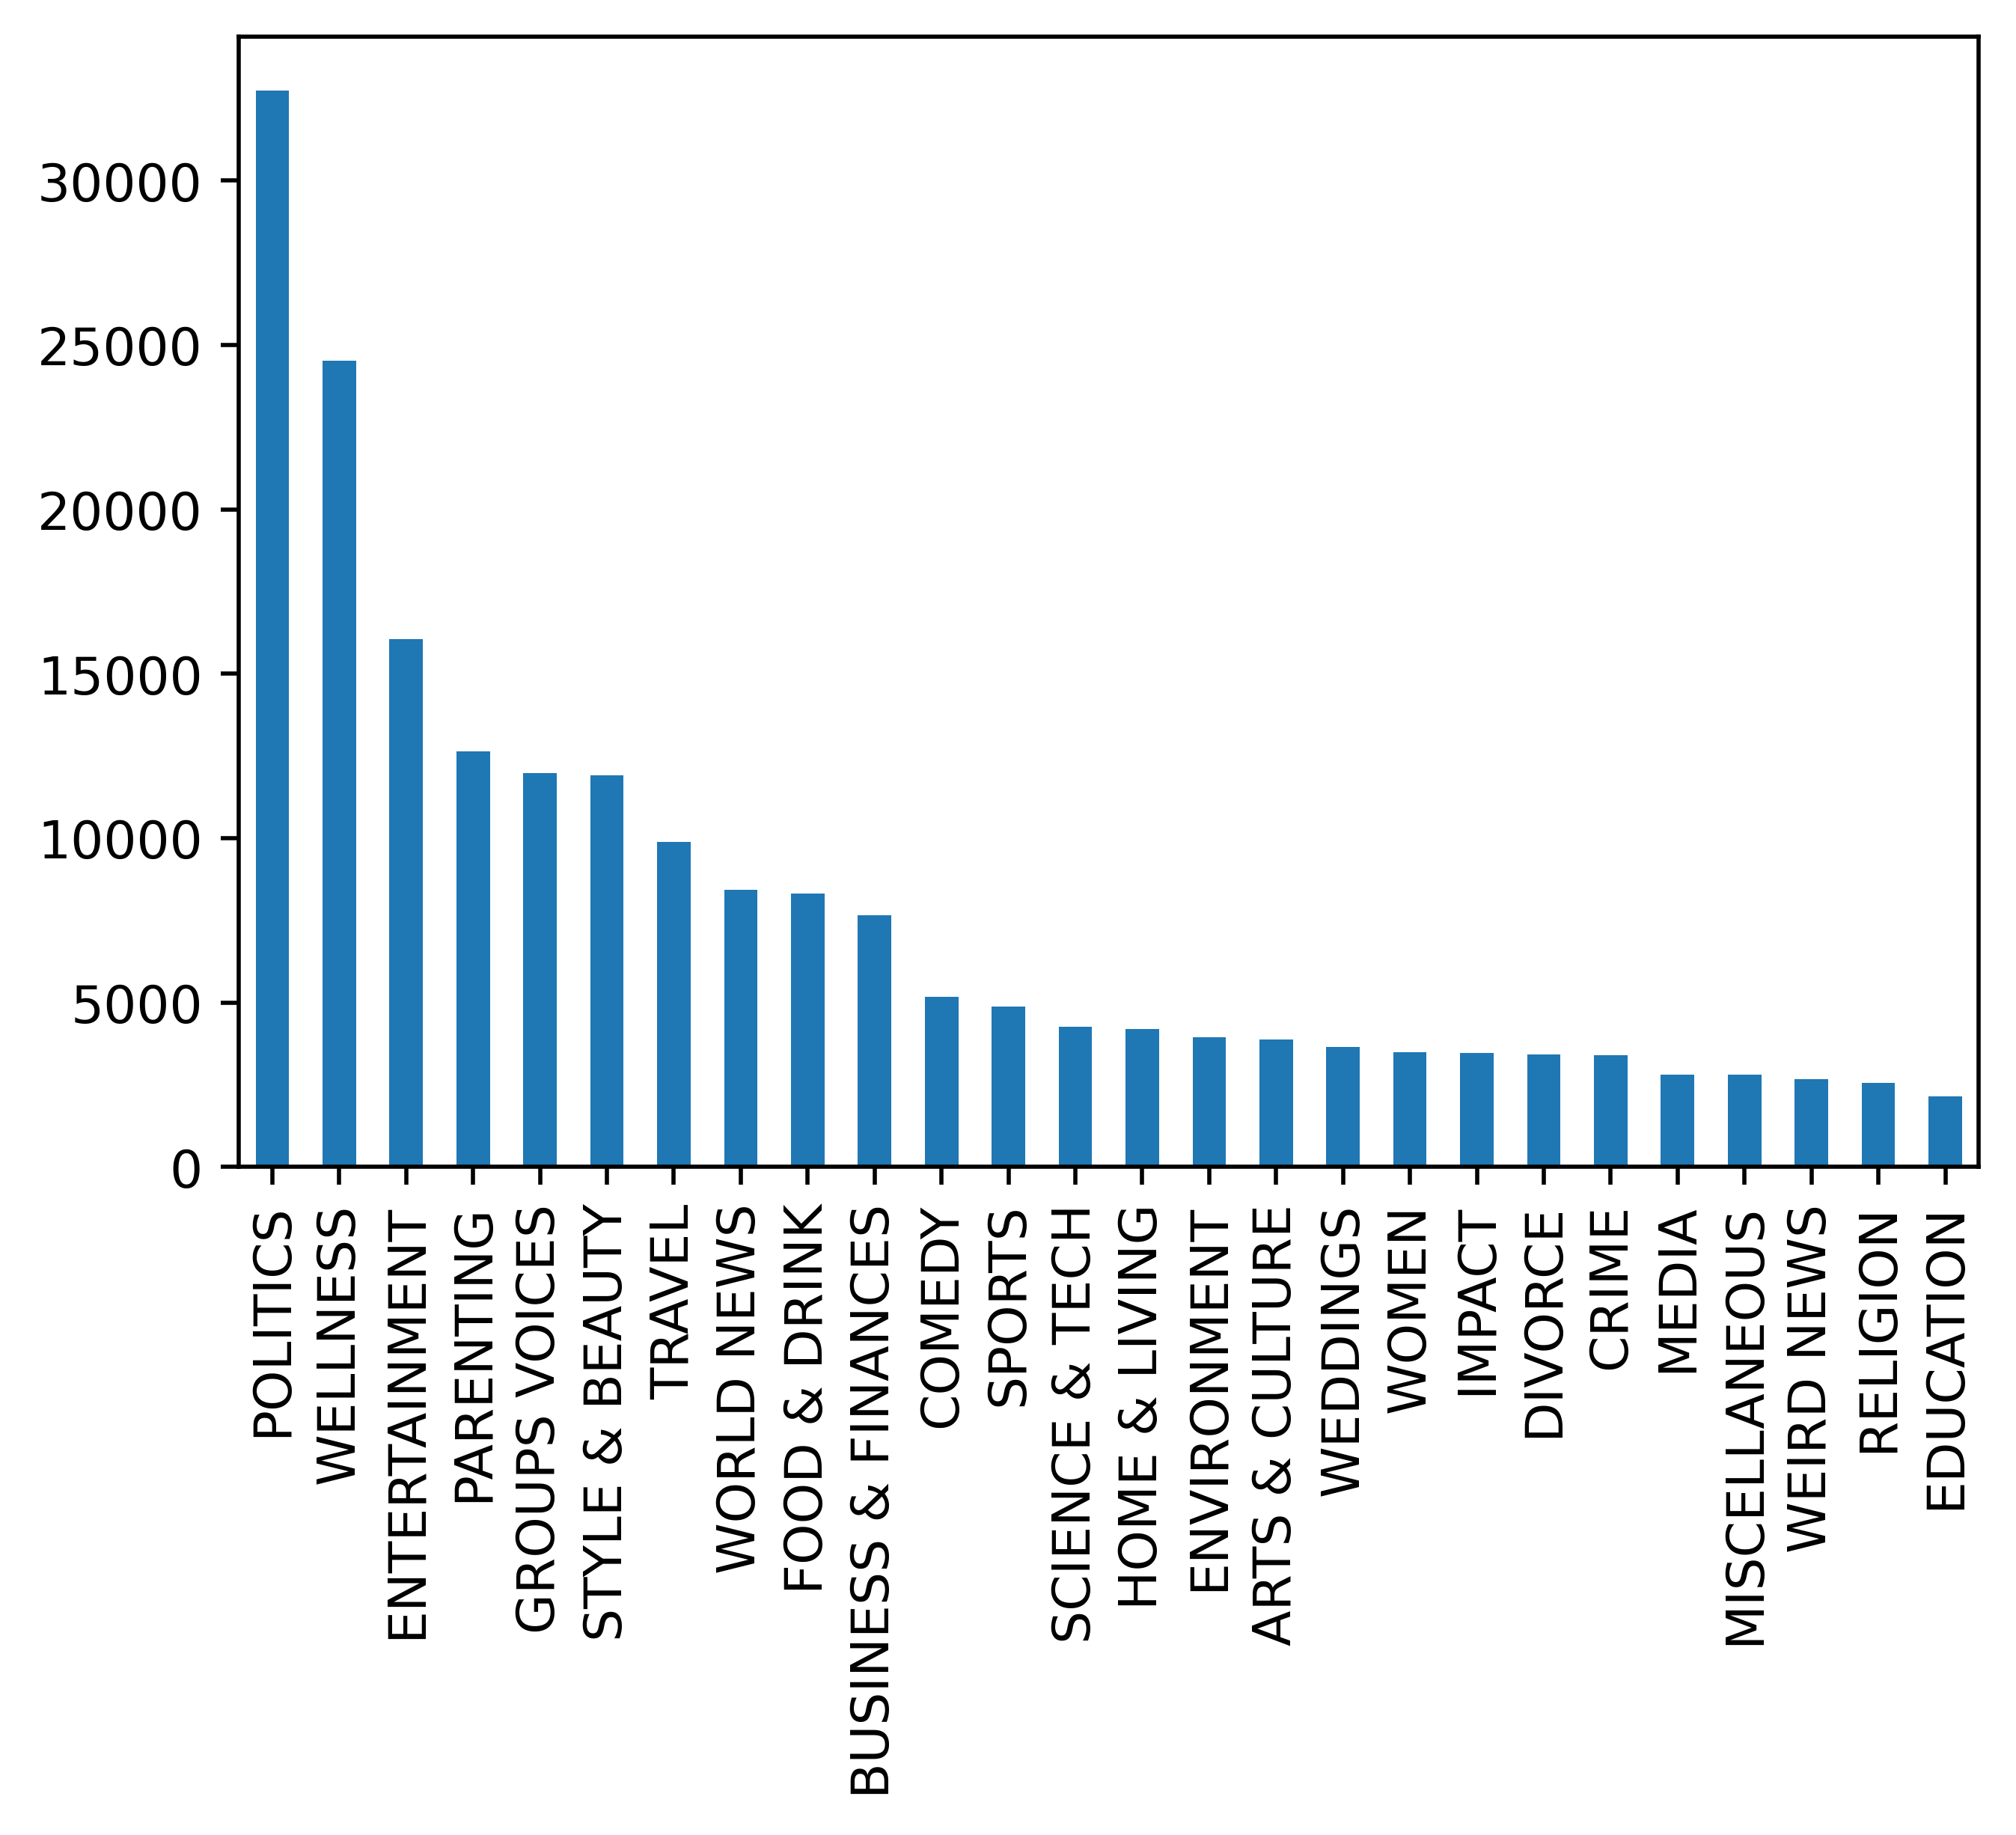 30000
25000
20000
15000
10000
5000
0
POLITICS
WELLNESS
ENTERTAINMENT
PARENTING
GROUPS VOICES
STYLE & BEAUTY
TRAVEL
WORLD NEWS
FOOD & DRINK
BUSINESS & FINANCES
COMEDY
SPORTS
SCIENCE & TECH
HOME & LIVING
ENVIRONMENT
ARTS & CULTURE
WEDDINGS
WOMEN
IMPACT
DIVORCE
CRIME
MEDIA
MISCELLANEOUS
WEIRD NEWS
RELIGION
EDUCATION